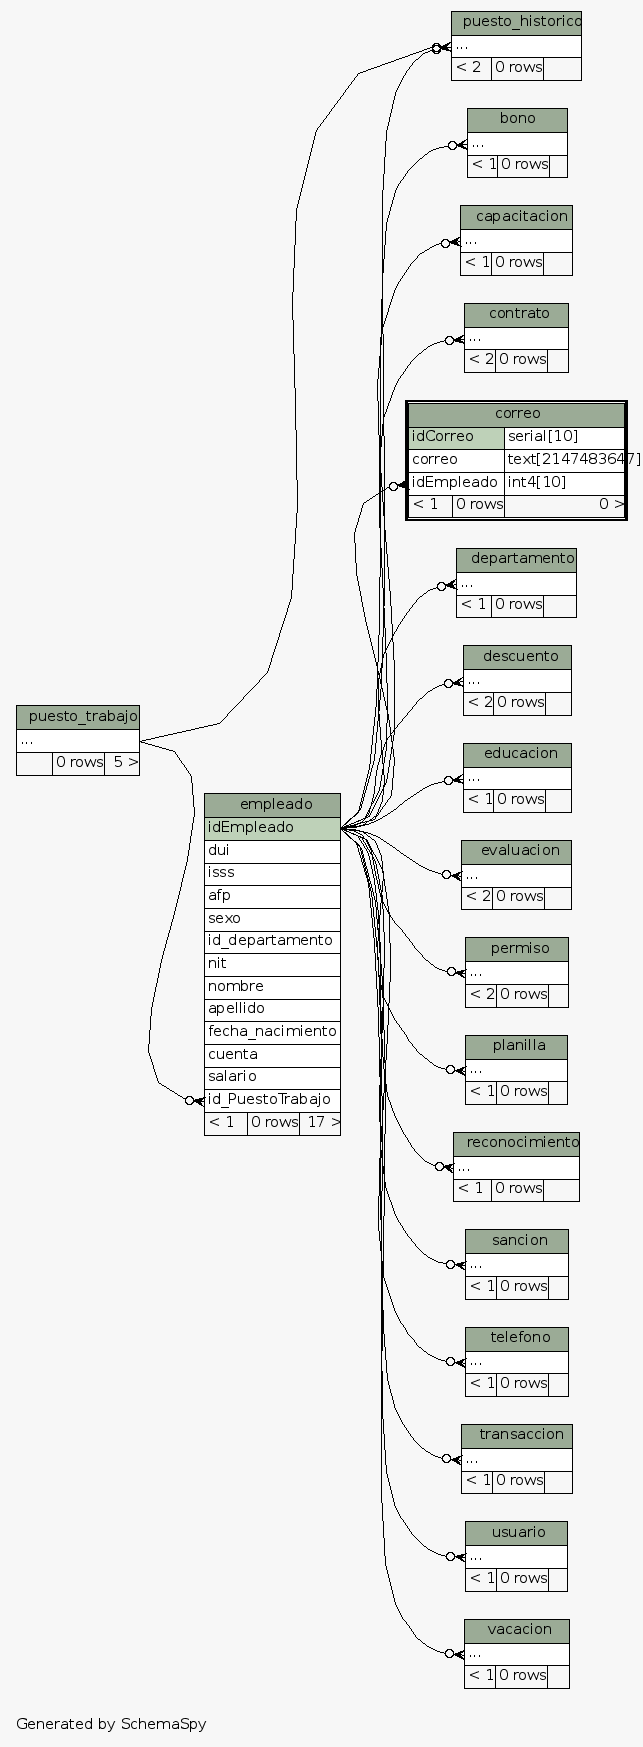 puesto_historico
...
< 2 0 rows
bono
...
< 1 0 rows
capacitacion
...
< 1 0 rows
contrato
...
< 2 0 rows
correo
idCorreo serial[10]
correo text[2147483647]
idEmpleado int4[10]
< 1 0 rows 0 >
departamento
...
< 1 0 rows
descuento
...
< 2 0 rows
puesto_trabajo
...
0 rows 5 >
educacion
...
< 1 0 rows
empleado
idEmpleado
dui
isss
afp
sexo
id_departamento
nit
nombre
apellido
fecha_nacimiento
cuenta
salario
id_PuestoTrabajo
< 1 0 rows 17 >
evaluacion
...
< 2 0 rows
permiso
...
< 2 0 rows
planilla
...
< 1 0 rows
reconocimiento
...
< 1 0 rows
sancion
...
< 1 0 rows
telefono
...
< 1 0 rows
transaccion
...
< 1 0 rows
usuario
...
< 1 0 rows
vacacion
...
< 1 0 rows
Generated by SchemaSpy